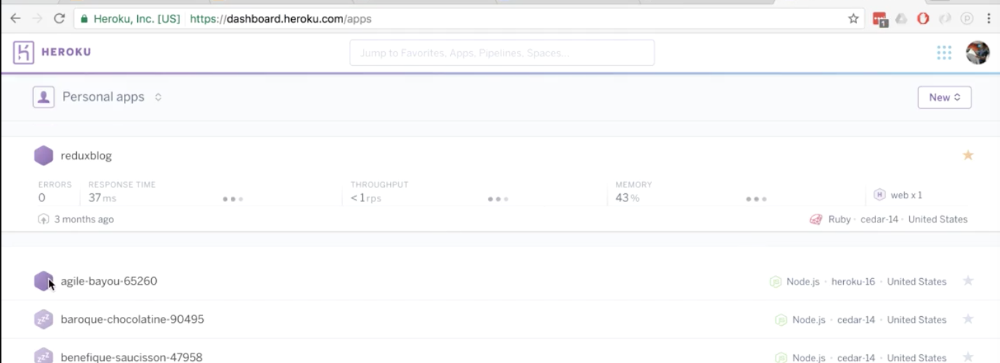 Heroku, Inc. [US] https://dashboard.heroku.com/apps
1
HEROKU
Jump to Favorites, Apps, Pipelines, Spaces...
Personal apps
New
reduxblog
ERRORS RESPONSE TIME THROUGHPUT MEMORY
0 37 ms < 1 rps 43 % web x 1
3 months ago Ruby · cedar-14 · United States
agile-bayou-65260 Node.js · heroku-16 · United States
baroque-chocolatine-90495 Node.js · cedar-14 · United States
benefique-saucisson-47958 Node.js · cedar-14 · United States